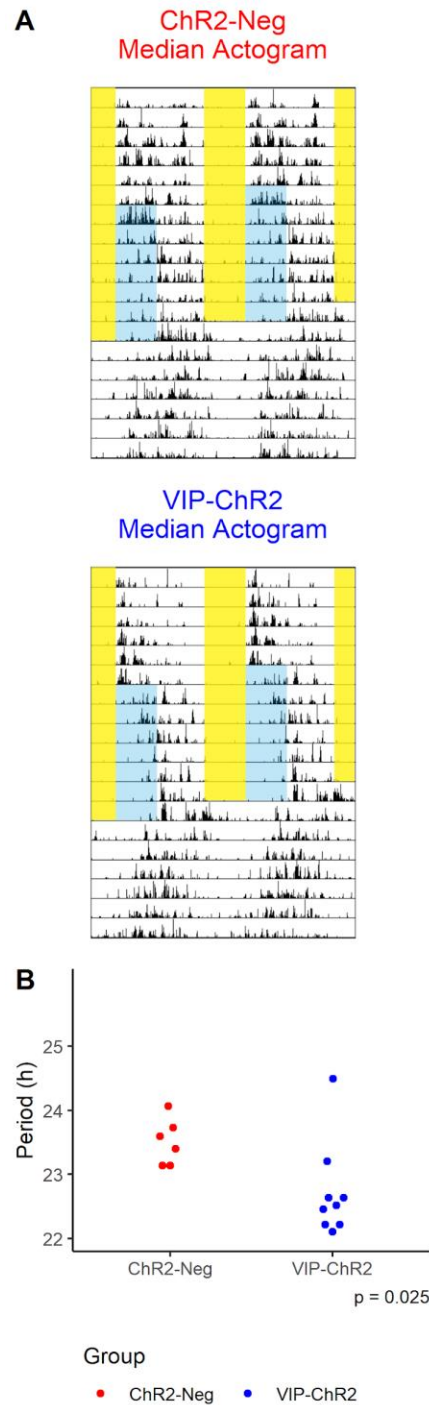 A
ChR2-Neg
Median Actogram
VIP-ChR2
Median Actogram
B
Period (h)
25
24
23
22
ChR2-Neg
VIP-ChR2
p = 0.025
Group
ChR2-Neg
VIP-ChR2